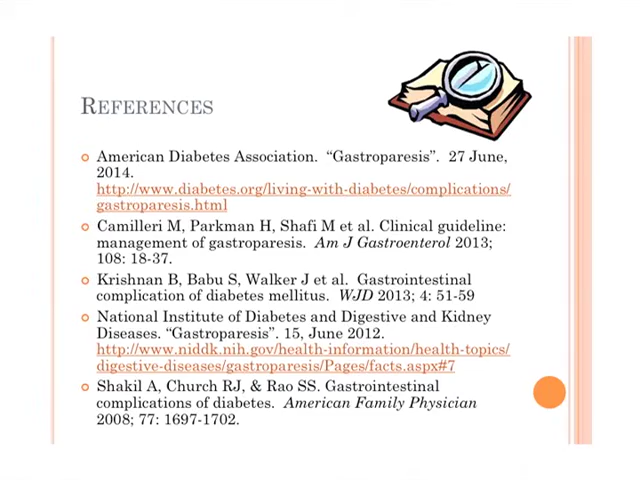 REFERENCES
American Diabetes Association. “Gastroparesis”. 27 June,
2014.
http://www.diabetes.org/living-with-diabetes/complications/
gastroparesis.html
Camilleri M, Parkman H, Shafi M et al. Clinical guideline:
management of gastroparesis. Am J Gastroenterol 2013;
108: 18-37.
Krishnan B, Babu S, Walker J et al. Gastrointestinal
complication of diabetes mellitus. WJD 2013; 4: 51-59
National Institute of Diabetes and Digestive and Kidney
Diseases. “Gastroparesis”. 15, June 2012.
http://www.niddk.nih.gov/health-information/health-topics/
digestive-diseases/gastroparesis/Pages/facts.aspx#7
Shakil A, Church RJ, & Rao SS. Gastrointestinal
complications of diabetes. American Family Physician
2008; 77: 1697-1702.